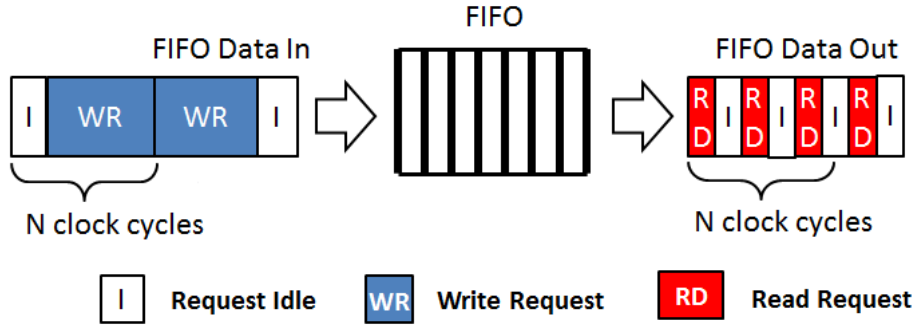 FIFO
FIFO Data In
FIFO Data Out
I WR WR I
RD I RD I RD I RD I
N clock cycles
N clock cycles
I Request Idle
WR Write Request
RD Read Request